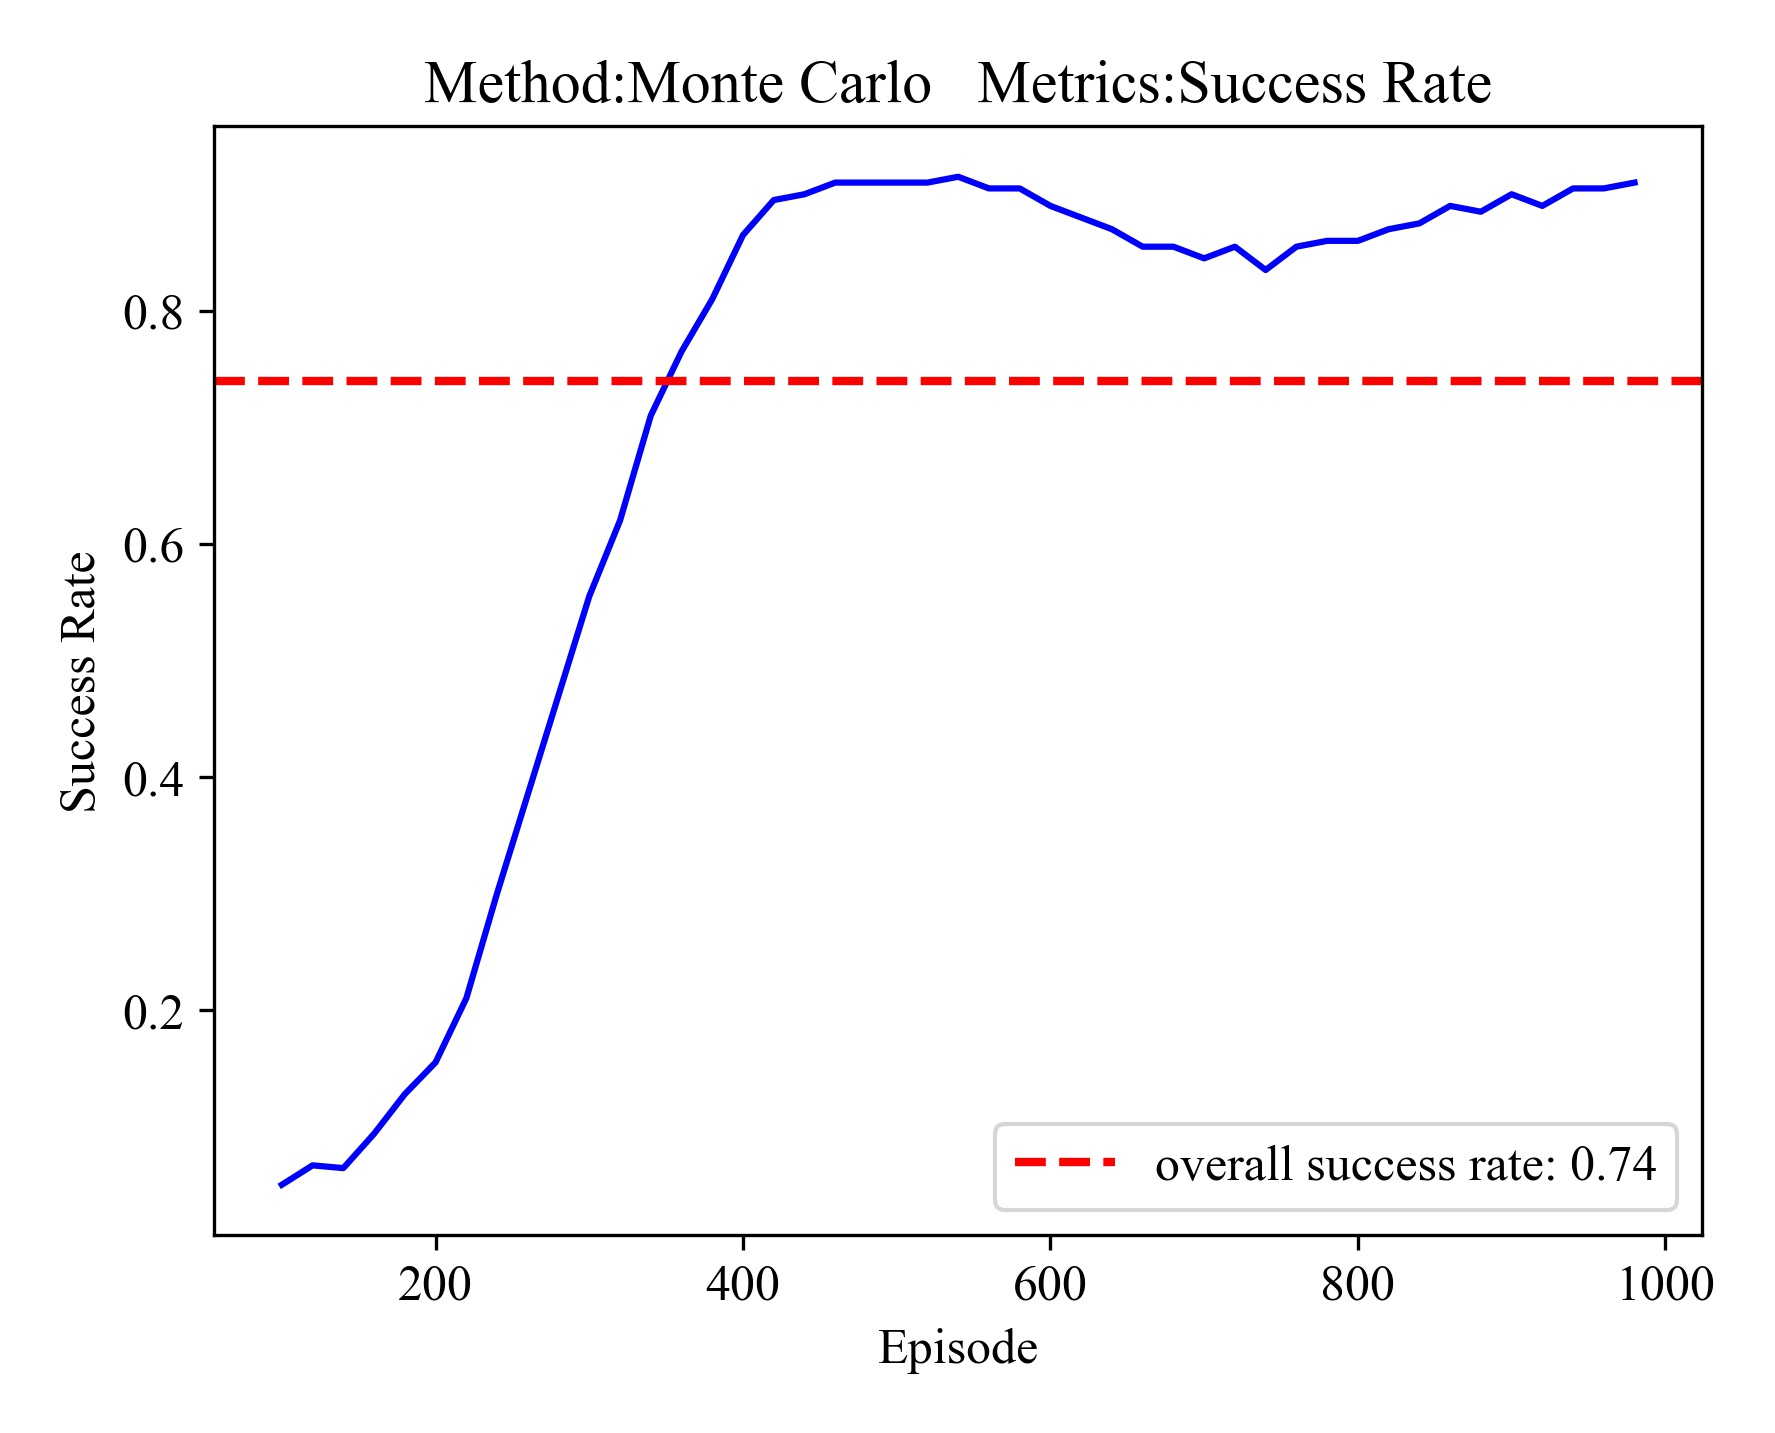 Method:Monte Carlo   Metrics:Success Rate
Success Rate
0.8
0.6
0.4
0.2
overall success rate: 0.74
200 400 600 800 1000
Episode